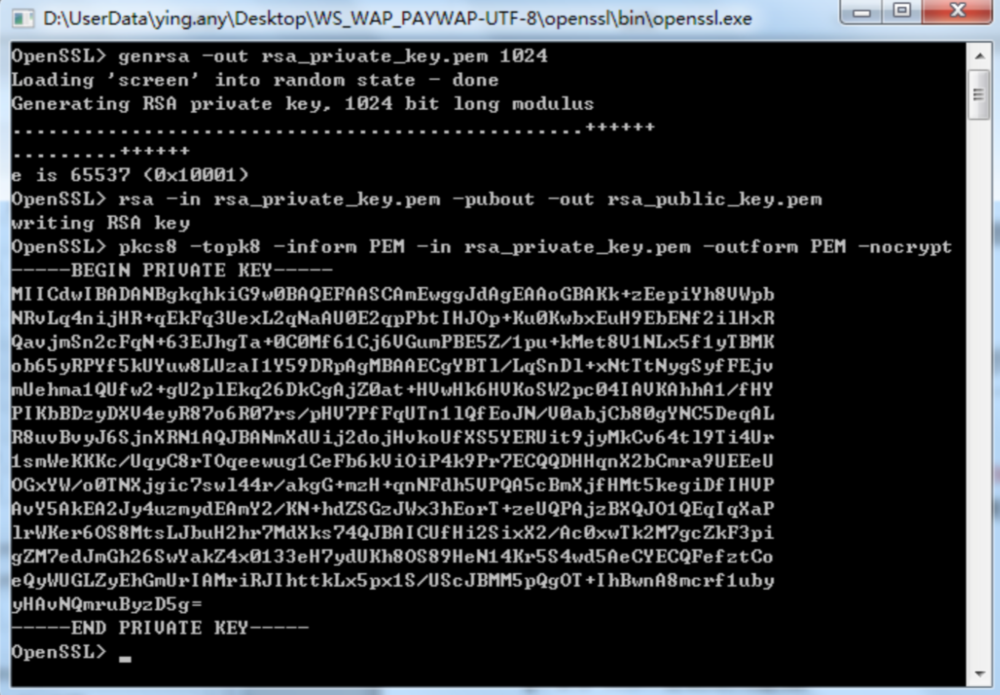 D:\UserData\ying.any\Desktop\WS_WAP_PAYWAP-UTF-8\openssl\bin\openssl.exe
OpenSSL> genrsa -out rsa_private_key.pem 1024
Loading 'screen' into random state - done
Generating RSA private key, 1024 bit long modulus
................................................++++++
.........++++++
e is 65537 (0x10001)
OpenSSL> rsa -in rsa_private_key.pem -pubout -out rsa_public_key.pem
writing RSA key
OpenSSL> pkcs8 -topk8 -inform PEM -in rsa_private_key.pem -outform PEM -nocrypt
-----BEGIN PRIVATE KEY-----
MIICdwIBADANBgkqhkiG9w0BAQEFAASCAmEwggJdAgEAAoGBAKk+zEepiYh8VWpb
NRvLq4nijHR+qEkFq3UexL2qNaAU0E2qpPbtIHJOp+Ku0KwbxEuH9EbENf2ilHxR
QavjmSn2cFqN+63EJhgTa+0C0Mf61Cj6VGumPBE5Z/1pu+kMet8V1NLx5f1yTBMK
ob65yRPYf5kUYuw8LUzaI1Y59DRpAgMBAAECgYBTl/LqSnDl+xNtTtNygSyfFEjv
mUehma1QUfw2+gU2plEkq26DkCgAjZ0at+HVwHk6HVKoSW2pc04IAVKAhhA1/fHY
PIKbBDzyDXV4eyR87o6R07rs/pHV7PfFqUTn1lQfEoJN/V0abjCb80gYNC5DeqAL
R8uvBvyJ6SjnXRN1AQJBANmXdUij2dojHvkoUfXS5YERUit9jyMkCv64tl9Ti4Ur
1smWeKKKc/UqyC8rTOqeewug1CeFb6kViOiP4k9Pr7ECQQDHHqnX2bCmra9UEEeU
OGxYW/o0TNXjgic7swl44r/akgG+mzH+qnNFdh5VPQA5cBmXjfHMt5kegiDfIHVP
AvY5AkEA2Jy4uzmydEAmY2/KN+hdZSGzJWx3hEorT+zeUQPAjzBXQJO1QEqIqXaP
lrWKer6OS8MtsLJbuH2hr7MdXks74QJBAICUfHi2SixX2/Ac0xwTk2M7gcZkF3pi
gZM7edJmGh26SwYakZ4x0133eH7ydUKh8OS89HeN14Kr5S4wd5AeCYECQFefztCo
eQyWUGLZyEhGmUrIAMriRJIhttkLx5px1S/UScJBMM5pQgOT+IhBwnA8mcrf1uby
yHAvNQmruByzD5g=
-----END PRIVATE KEY-----
OpenSSL>